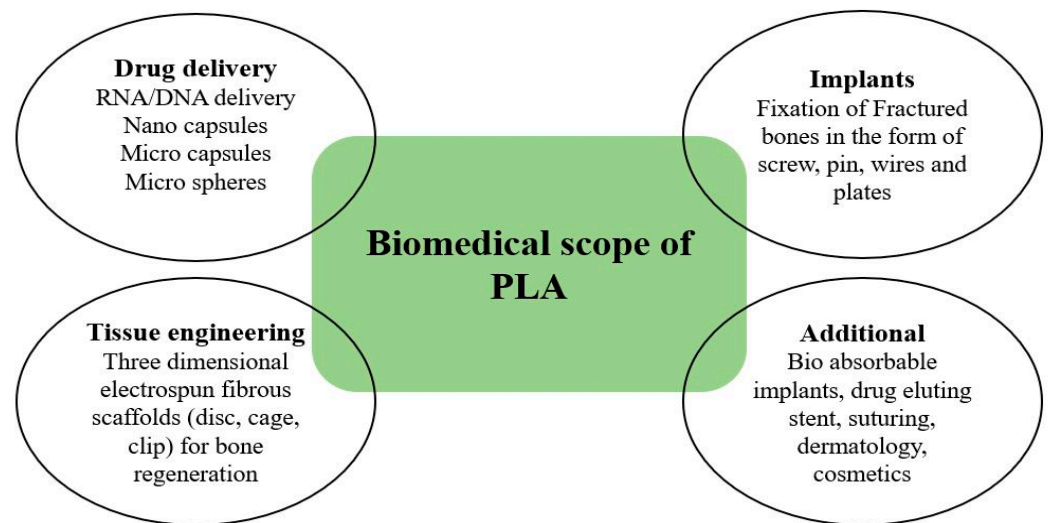 Drug delivery
RNA/DNA delivery
Nano capsules
Micro capsules
Micro spheres
Implants
Fixation of Fractured
bones in the form of
screw, pin, wires and
plates
Biomedical scope of
PLA
Tissue engineering
Three dimensional
electrospun fibrous
scaffolds (disc, cage,
clip) for bone
regeneration
Additional
Bio absorbable
implants, drug eluting
stent, suturing,
dermatology,
cosmetics